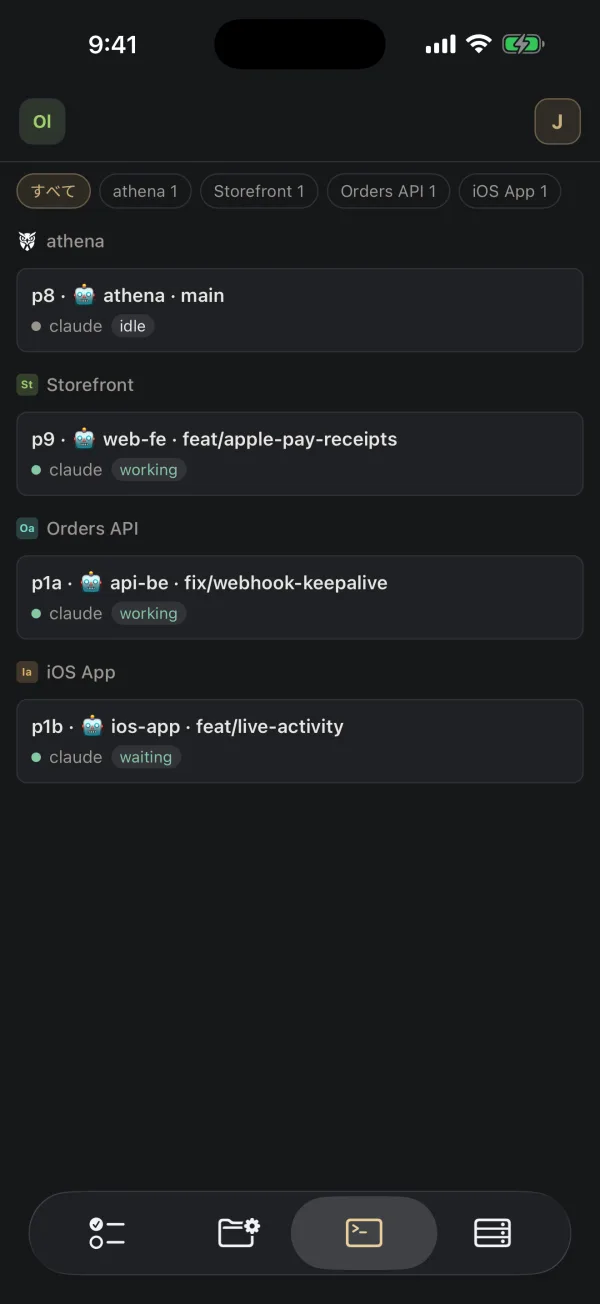 9:41
Ol
J
すべて
athena 1
Storefront 1
Orders API 1
iOS App 1
athena
p8 · 🤖 athena · main
claude idle
St Storefront
p9 · 🤖 web-fe · feat/apple-pay-receipts
claude working
Oa Orders API
p1a · 🤖 api-be · fix/webhook-keepalive
claude working
Ia iOS App
p1b · 🤖 ios-app · feat/live-activity
claude waiting